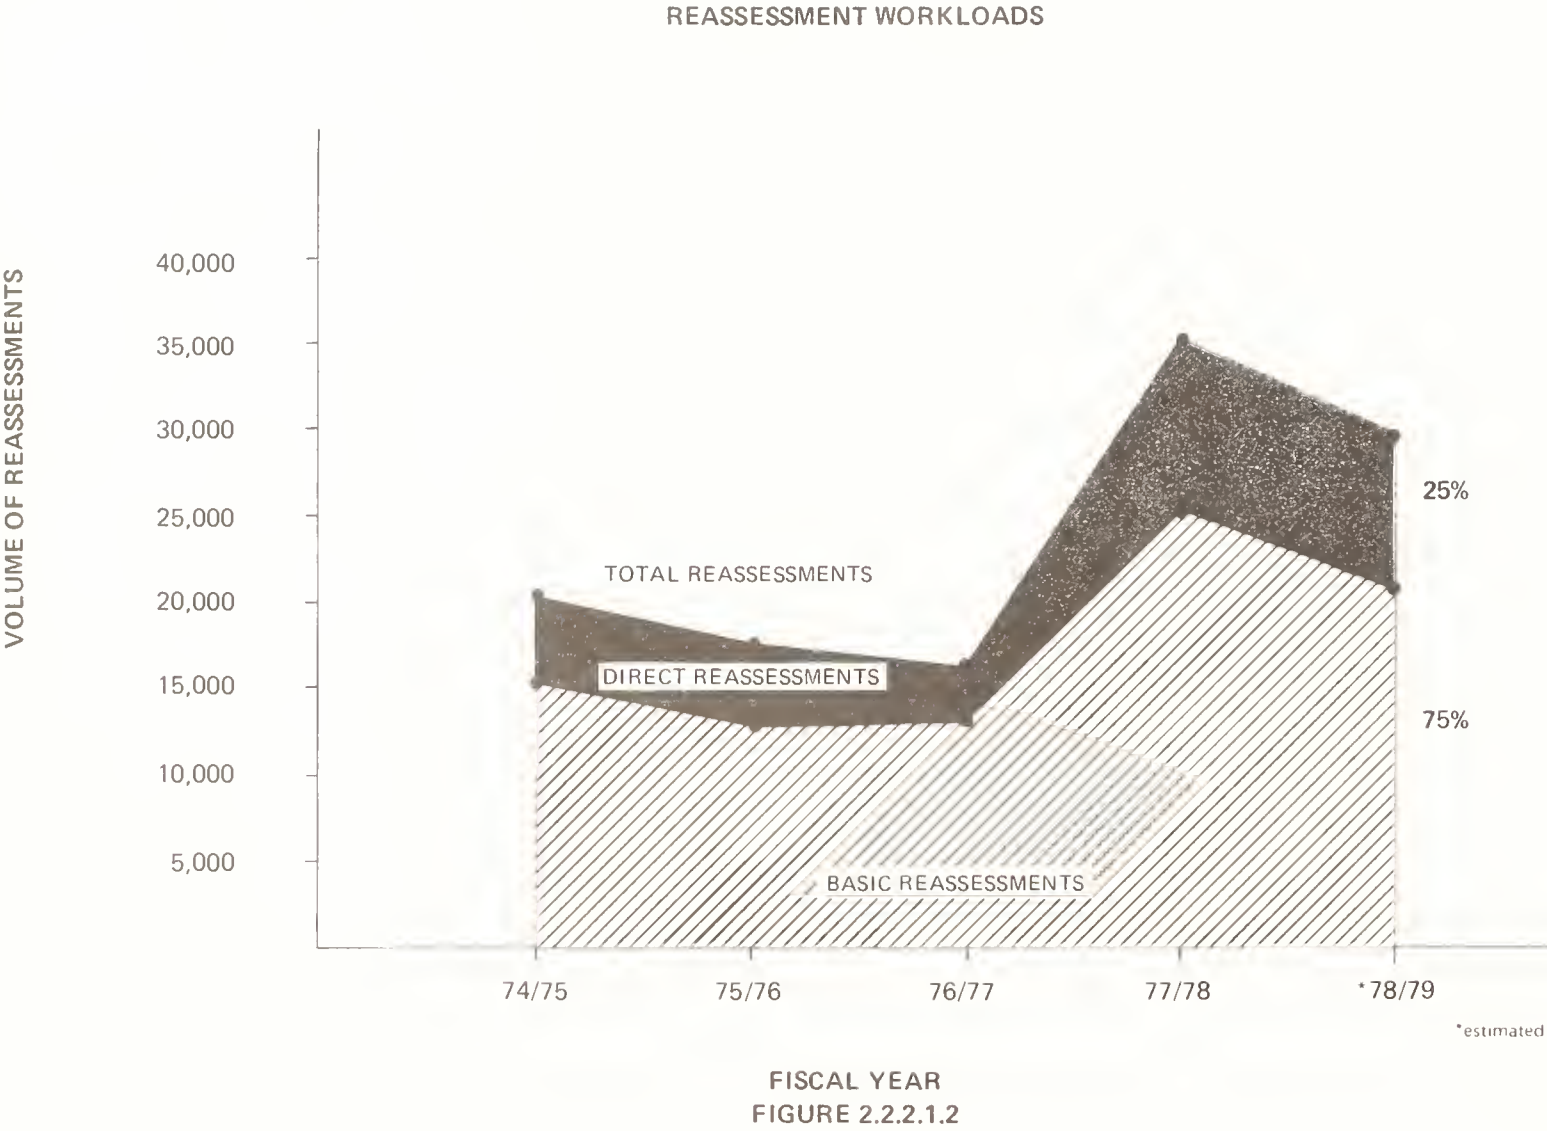 REASSESSMENT WORKLOADS
VOLUME OF REASSESSMENTS
40,000
35,000
30,000
25,000
20,000
15,000
10,000
5,000
TOTAL REASSESSMENTS
DIRECT REASSESSMENTS
BASIC REASSESSMENTS
25%
75%
74/75
75/76
76/77
77/78
*78/79
*estimated
FISCAL YEAR
FIGURE 2.2.2.1.2